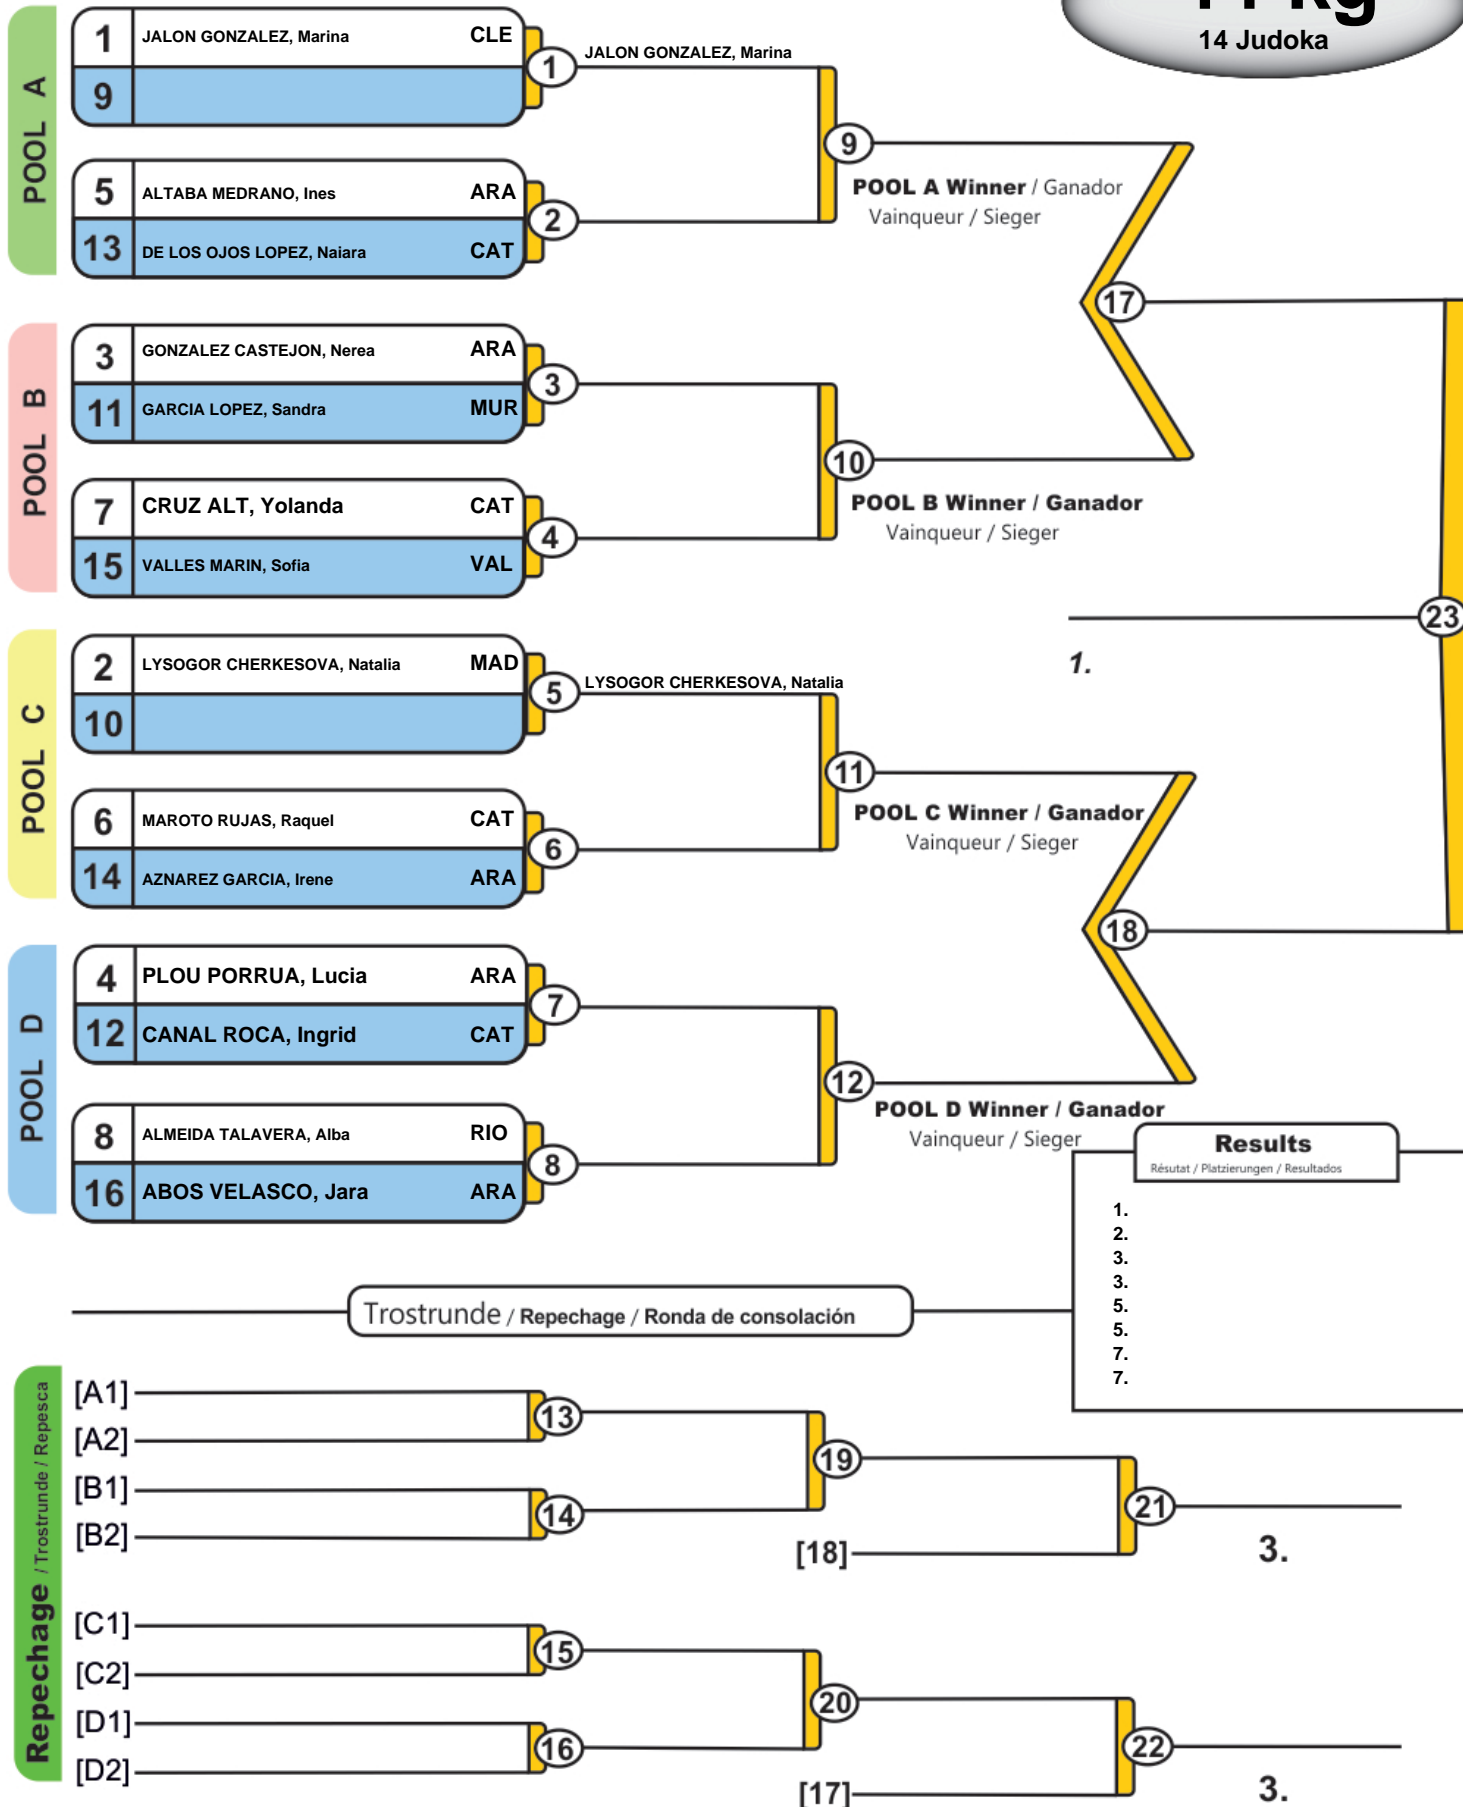 14 Judoka
POOL A
1 JALON GONZALEZ, Marina CLE
9
1 JALON GONZALEZ, Marina
5 ALTABA MEDRANO, Ines ARA
13 DE LOS OJOS LOPEZ, Naiara CAT
2
9
POOL A Winner / Ganador
Vainqueur / Sieger
17
POOL B
3 GONZALEZ CASTEJON, Nerea ARA
11 GARCIA LOPEZ, Sandra MUR
3
7 CRUZ ALT, Yolanda CAT
15 VALLES MARIN, Sofia VAL
4
10
POOL B Winner / Ganador
Vainqueur / Sieger
23
1.
POOL C
2 LYSOGOR CHERKESOVA, Natalia MAD
10
5 LYSOGOR CHERKESOVA, Natalia
6 MAROTO RUJAS, Raquel CAT
14 AZNAREZ GARCIA, Irene ARA
6
11
POOL C Winner / Ganador
Vainqueur / Sieger
18
POOL D
4 PLOU PORRUA, Lucia ARA
12 CANAL ROCA, Ingrid CAT
7
8 ALMEIDA TALAVERA, Alba RIO
16 ABOS VELASCO, Jara ARA
8
12
POOL D Winner / Ganador
Vainqueur / Sieger
Results
Résutat / Platzierungen / Resultados
1.
2.
3.
3.
5.
5.
7.
7.
Trostrunde / Repechage / Ronda de consolación
Repechage / Trostrunde / Repesca
[A1]
[A2]
13
[B1]
[B2]
14
19
[18]
21
3.
[C1]
[C2]
15
[D1]
[D2]
16
20
[17]
22
3.